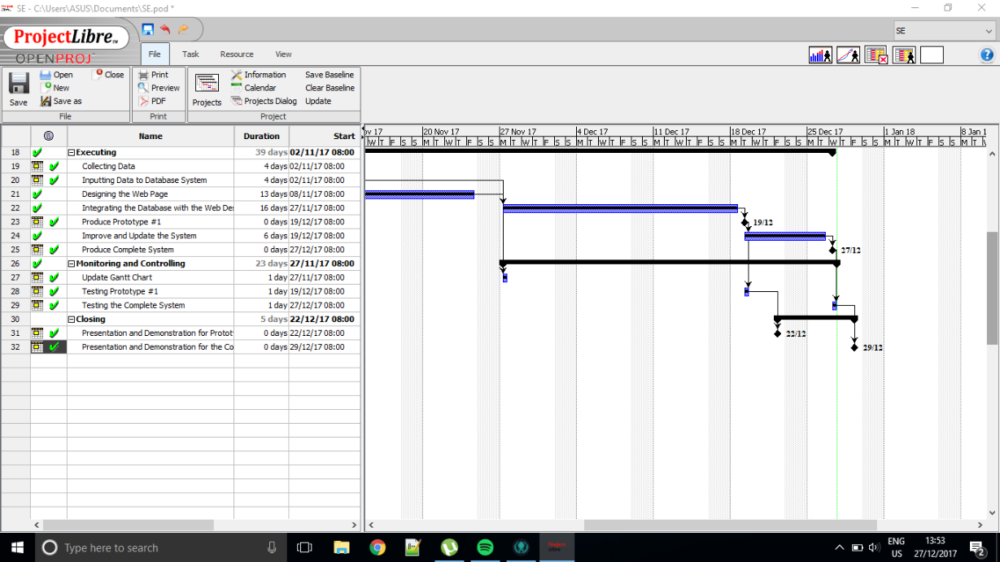 SE - C:\Users\ASUS\Documents\SE.pod *
ProjectLibre
OPENPROJ
SE
File Task Resource View
Save Open New Save as Close
File
Print Preview PDF
Print
Projects Information Calendar Projects Dialog Save Baseline Clear Baseline Update
Project
Name Duration Start
20 Nov 17 27 Nov 17 4 Dec 17 11 Dec 17 18 Dec 17 25 Dec 17 1 Jan 18
W T F S S M T W T F S S M T W T F S S M T W T F S S M T W T F S S M T W T F S S M T W T F S S M T W T F S S M
18 Executing 39 days 02/11/17 08:00
19 Collecting Data 4 days 02/11/17 08:00
20 Inputting Data to Database System 4 days 02/11/17 08:00
21 Designing the Web Page 13 days 08/11/17 08:00
22 Integrating the Database with the Web De 16 days 27/11/17 08:00
23 Produce Prototype #1 0 days 19/12/17 08:00 19/12
24 Improve and Update the System 6 days 19/12/17 08:00
25 Produce Complete System 0 days 27/12/17 08:00 27/12
26 Monitoring and Controlling 23 days 27/11/17 08:00
27 Update Gantt Chart 1 day 27/11/17 08:00
28 Testing Prototype #1 1 day 19/12/17 08:00
29 Testing the Complete System 1 day 27/12/17 08:00
30 Closing 5 days 22/12/17 08:00
31 Presentation and Demonstration for Protot 0 days 22/12/17 08:00 22/12
32 Presentation and Demonstration for the Co 0 days 29/12/17 08:00 29/12
Type here to search
ENG US
13:53
27/12/2017
2